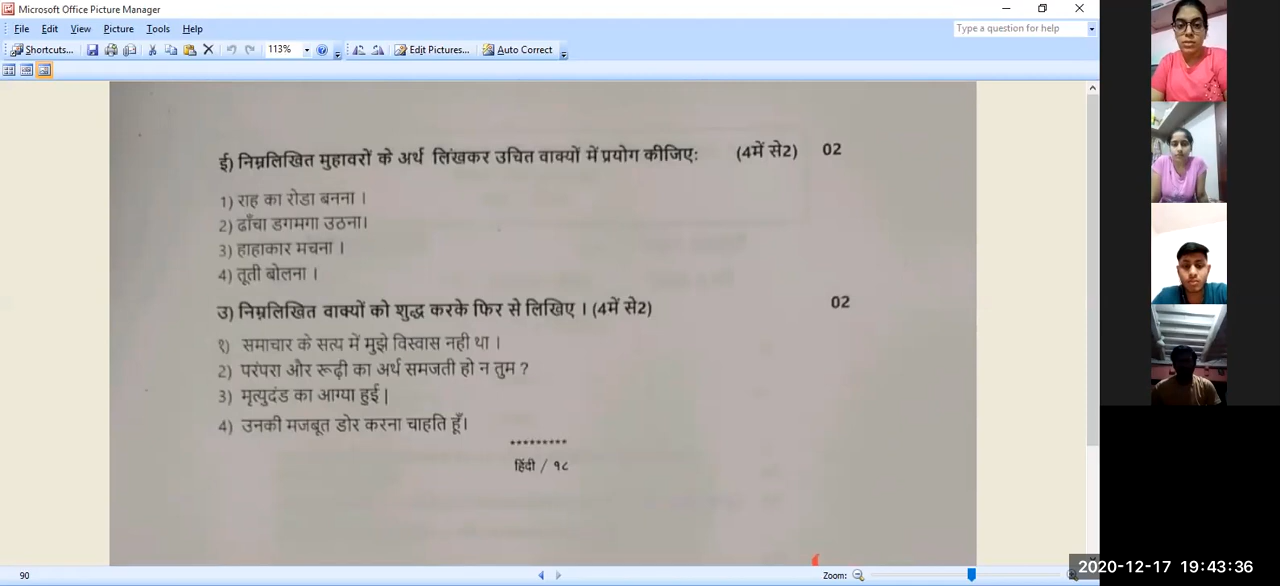 Microsoft Office Picture Manager
File Edit View Picture Tools Help
Type a question for help
Shortcuts... 113% Edit Pictures... Auto Correct
ई) निम्नलिखित मुहावरों के अर्थ लिंखकर उचित वाक्यों में प्रयोग कीजिए: (4में से2) 02
1) राह का रोडा बनना ।
2) ढाँचा डगमगा उठना।
3) हाहाकार मचना ।
4) तूती बोलना ।
उ) निम्नलिखित वाक्यों को शुद्ध करके फिर से लिखिए । (4में से2) 02
१) समाचार के सत्य में मुझे विस्वास नही था ।
2) परंपरा और रूढ़ी का अर्थ समजती हो न तुम ?
3) मृत्युदंड का आग्या हुई|
4) उनकी मजबूत डोर करना चाहति हूँ।
*********
हिंदी / १८
90 Zoom:
2020-12-17 19:43:36